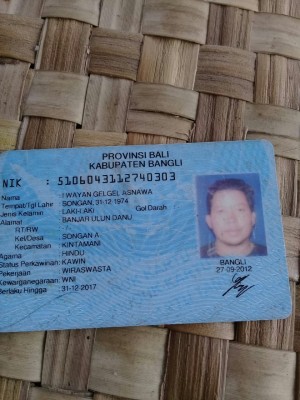 PROVINSI BALI
KABUPATEN BANGLI
NIK : 5106043112740303
Nama : I WAYAN GELGEL ASNAWA
Tempat/Tgl Lahir : SONGAN, 31-12-1974
Jenis Kelamin : LAKI-LAKI Gol Darah
Alamat : BANJAR ULUN DANU
RT/RW :
Kel/Desa : SONGAN A
Kecamatan : KINTAMANI
Agama : HINDU
Status Perkawinan: KAWIN
Pekerjaan : WIRASWASTA
Kewarganegaraan: WNI
Berlaku Hingga : 31-12-2017
BANGLI
27-09-2012